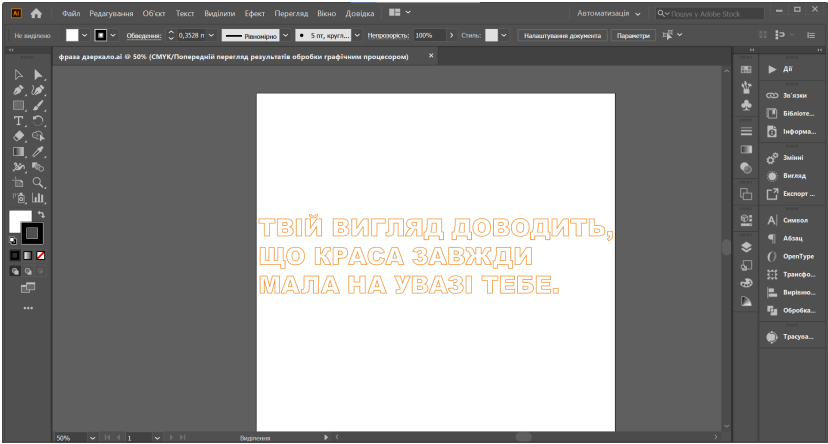 Ai Файл Редагування Об'єкт Текст Виділити Ефект Перегляд Вікно Довідка Автоматизація Пошук у Adobe Stock
Не виділено Обведення: 0,3528 п Рівномірно 5 пт, кругл... Непрозорість: 100% Стиль: Налаштування документа Параметри
фраза дзеркало.ai @ 50% (CMYK/Попередній перегляд результатів обробки графічним процесором)
ТВІЙ ВИГЛЯД ДОВОДИТЬ,
ЩО КРАСА ЗАВЖДИ
МАЛА НА УВАЗІ ТЕБЕ.
Дії
Зв'язки
Бібліоте...
Інформа...
Змінні
Вигляд
Експорт ...
Символ
Абзац
OpenType
Трансфо...
Вирівню...
Обробка...
Трасува...
50% 1 Виділення